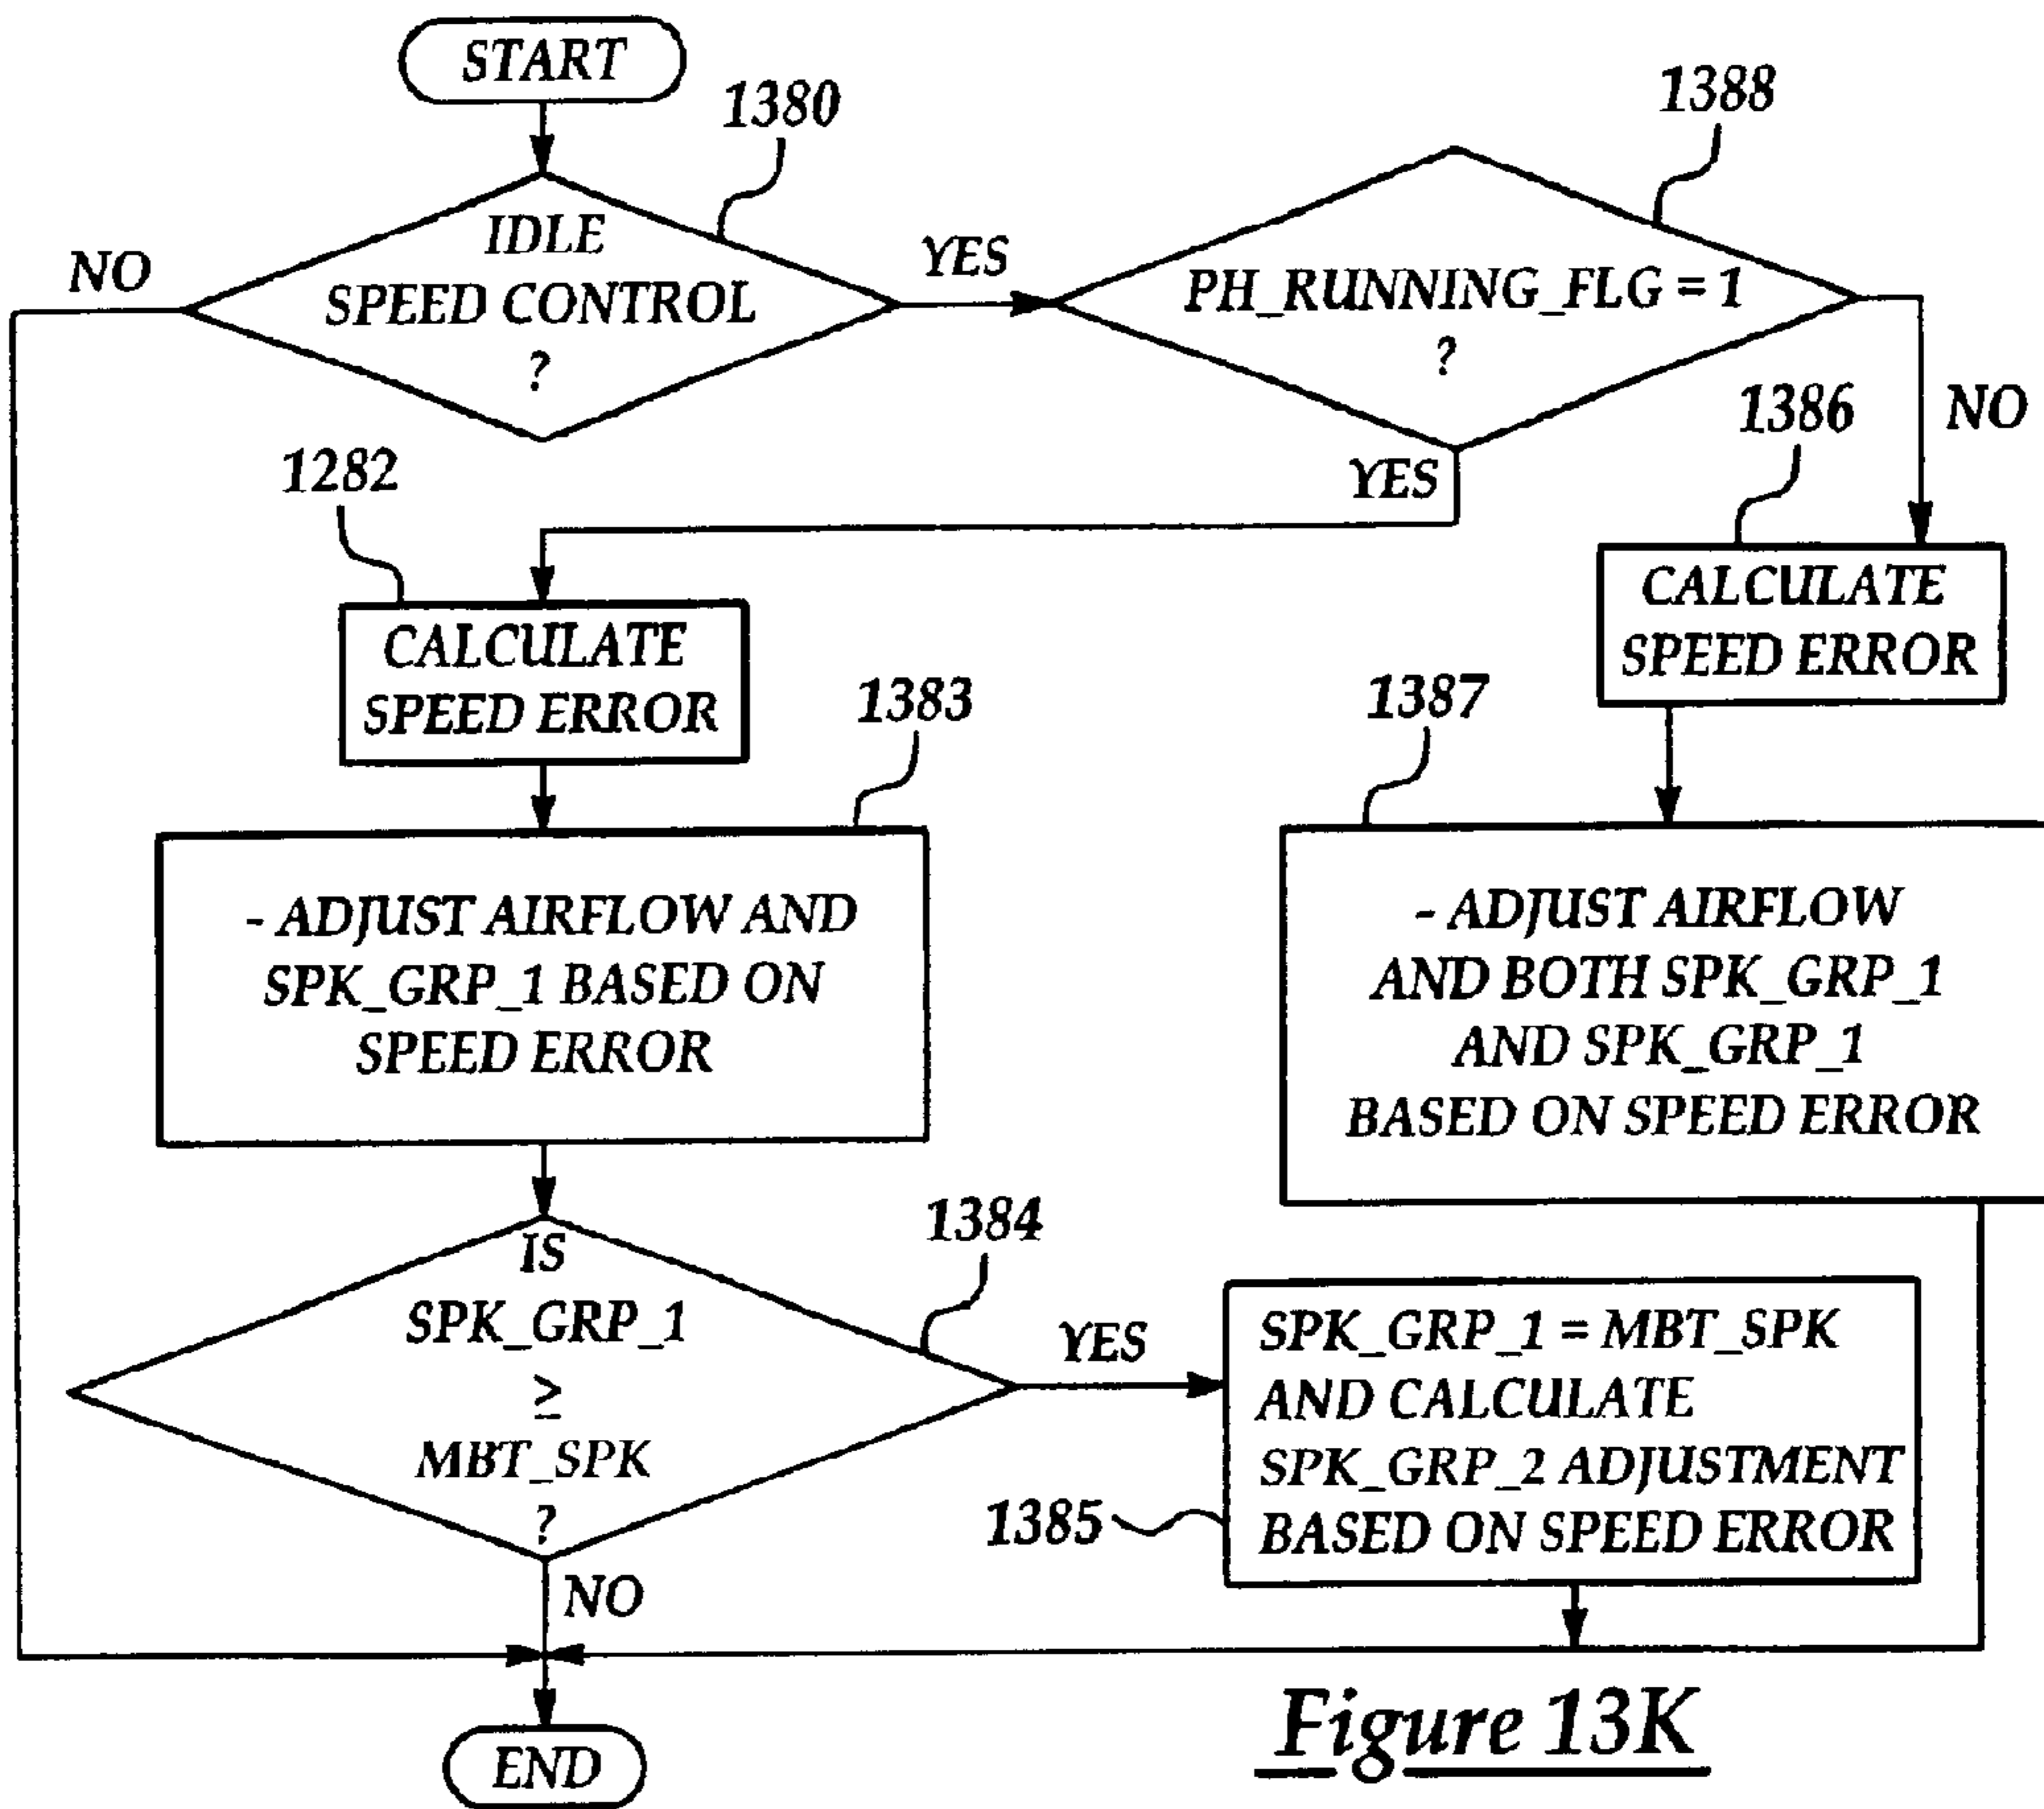 START
1380
IDLE
SPEED CONTROL
?
NO
YES
1388
PH_RUNNING_FLG = 1
?
YES
NO
1282
CALCULATE
SPEED ERROR
1386
CALCULATE
SPEED ERROR
1383
- ADJUST AIRFLOW AND
SPK_GRP_1 BASED ON
SPEED ERROR
1387
- ADJUST AIRFLOW
AND BOTH SPK_GRP_1
AND SPK_GRP_1
BASED ON SPEED ERROR
1384
IS
SPK_GRP_1
≥
MBT_SPK
?
YES
NO
SPK_GRP_1 = MBT_SPK
AND CALCULATE
SPK_GRP_2 ADJUSTMENT
BASED ON SPEED ERROR
1385
END
Figure 13K